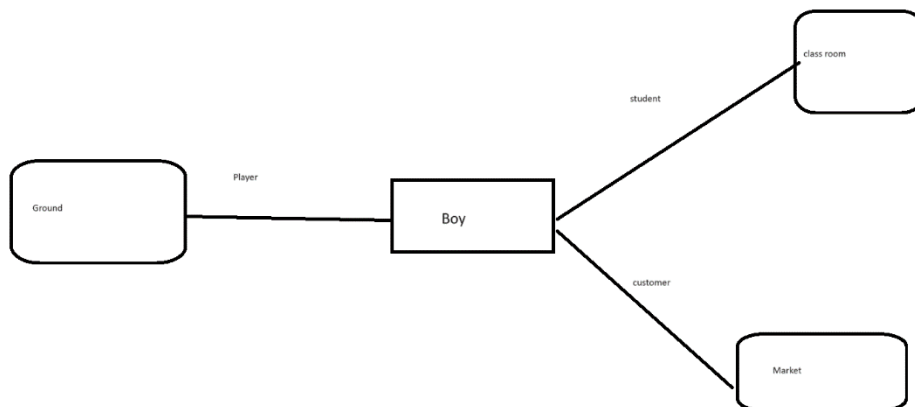 class room
student
Player
Ground
Boy
customer
Market